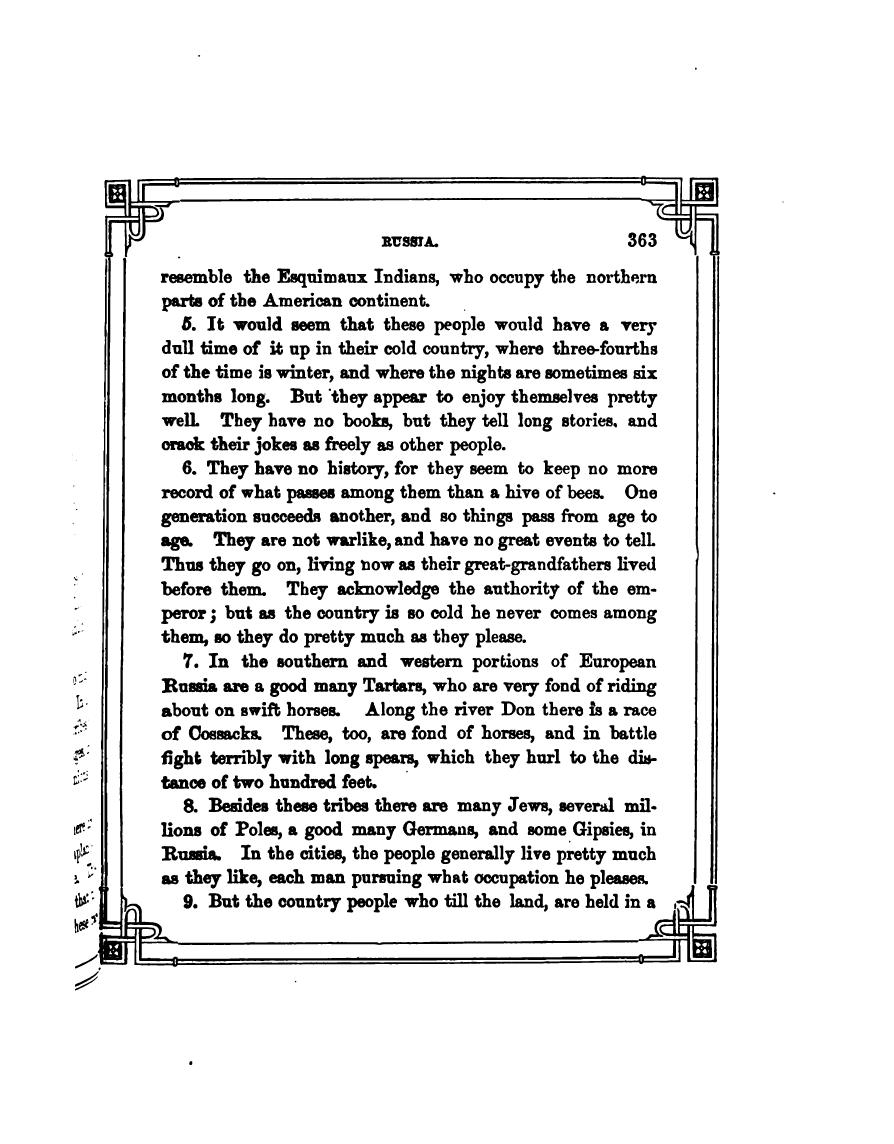 RUSSIA. 363
resemble the Esquimaux Indians, who occupy the northern
parts of the American continent.
5. It would seem that these people would have a very
dull time of it up in their cold country, where three-fourths
of the time is winter, and where the nights are sometimes six
months long. But they appear to enjoy themselves pretty
well. They have no books, but they tell long stories, and
crack their jokes as freely as other people.
6. They have no history, for they seem to keep no more
record of what passes among them than a hive of bees. One
generation succeeds another, and so things pass from age to
age. They are not warlike, and have no great events to tell.
Thus they go on, living now as their great-grandfathers lived
before them. They acknowledge the authority of the em-
peror; but as the country is so cold he never comes among
them, so they do pretty much as they please.
7. In the southern and western portions of European
Russia are a good many Tartars, who are very fond of riding
about on swift horses. Along the river Don there is a race
of Cossacks. These, too, are fond of horses, and in battle
fight terribly with long spears, which they hurl to the dis-
tance of two hundred feet.
8. Besides these tribes there are many Jews, several mil-
lions of Poles, a good many Germans, and some Gipsies, in
Russia. In the cities, the people generally live pretty much
as they like, each man pursuing what occupation he pleases.
9. But the country people who till the land, are held in a